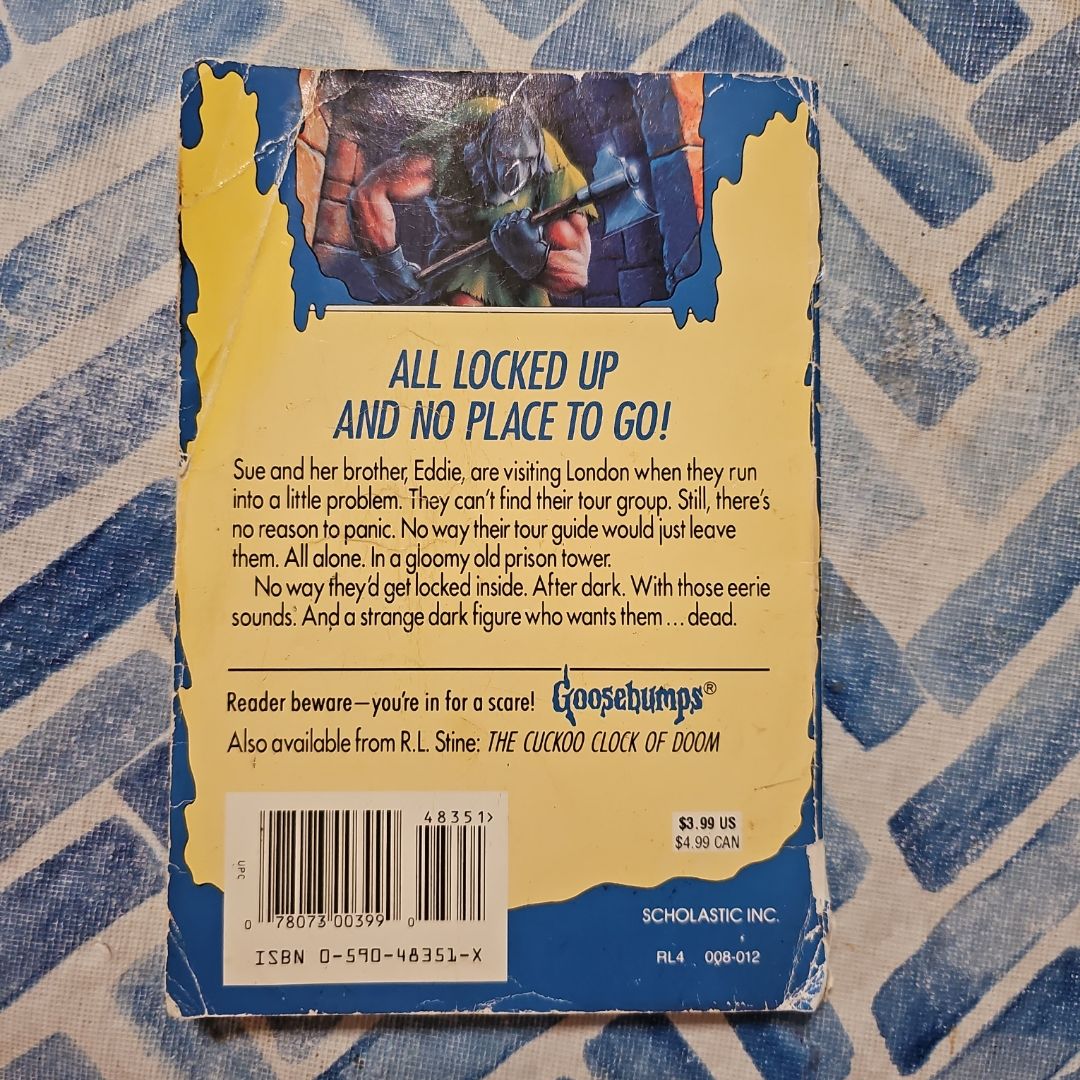 ALL LOCKED UP
AND NO PLACE TO GO!
Sue and her brother, Eddie, are visiting London when they run
into a little problem. They can't find their tour group. Still, there's
no reason to panic. No way their tour guide would just leave
them. All alone. In a gloomy old prison tower.
No way they'd get locked inside. After dark. With those eerie
sounds. And a strange dark figure who wants them ... dead.
Reader beware—you're in for a scare! Goosebumps®
Also available from R.L. Stine: THE CUCKOO CLOCK OF DOOM
48351>
$3.99 US
$4.99 CAN
UPC
0 78073 00399 0
ISBN 0-590-48351-X
SCHOLASTIC INC.
RL4 008-012